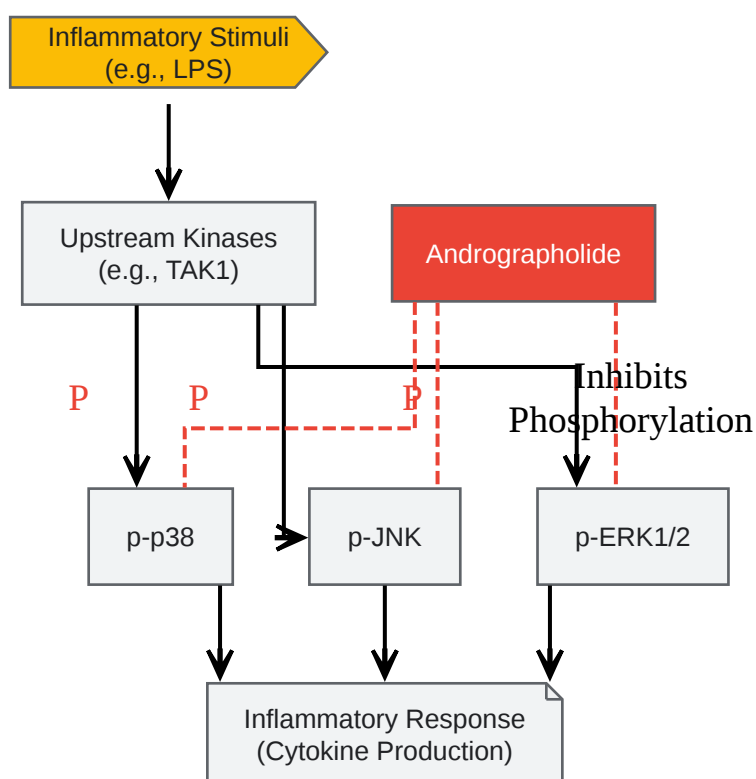 Inflammatory Stimuli
(e.g., LPS)
Upstream Kinases
(e.g., TAK1)
Andrographolide
P
P
P
Inhibits
Phosphorylation
p-p38
p-JNK
p-ERK1/2
Inflammatory Response
(Cytokine Production)